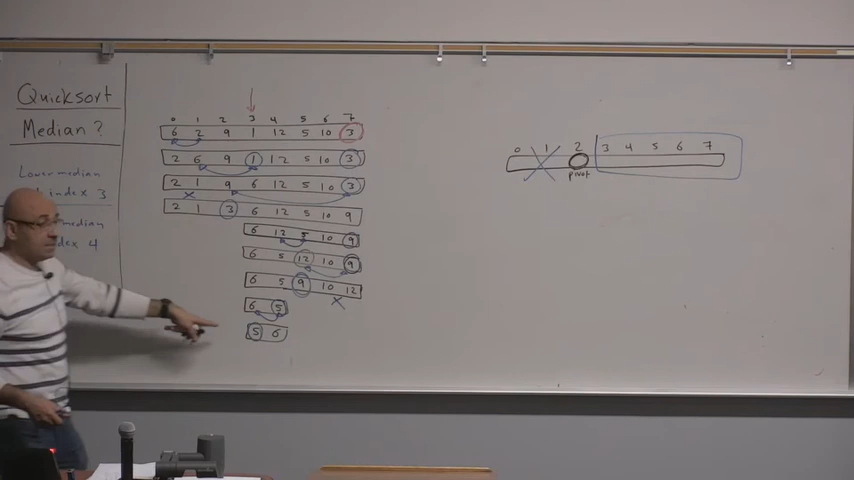 Quicksort
Median?
Lower median
index 3
median
index 4
0 1 2 3 4 5 6 7
6 2 9 1 12 5 10 3
2 6 9 1 12 5 10 3
2 1 9 6 12 5 10 3
2 1 3 6 12 5 10 9
6 12 5 10 9
6 5 12 10 9
6 5 9 10 12
6 5
5 6
0 1 2 3 4 5 6 7
pivot